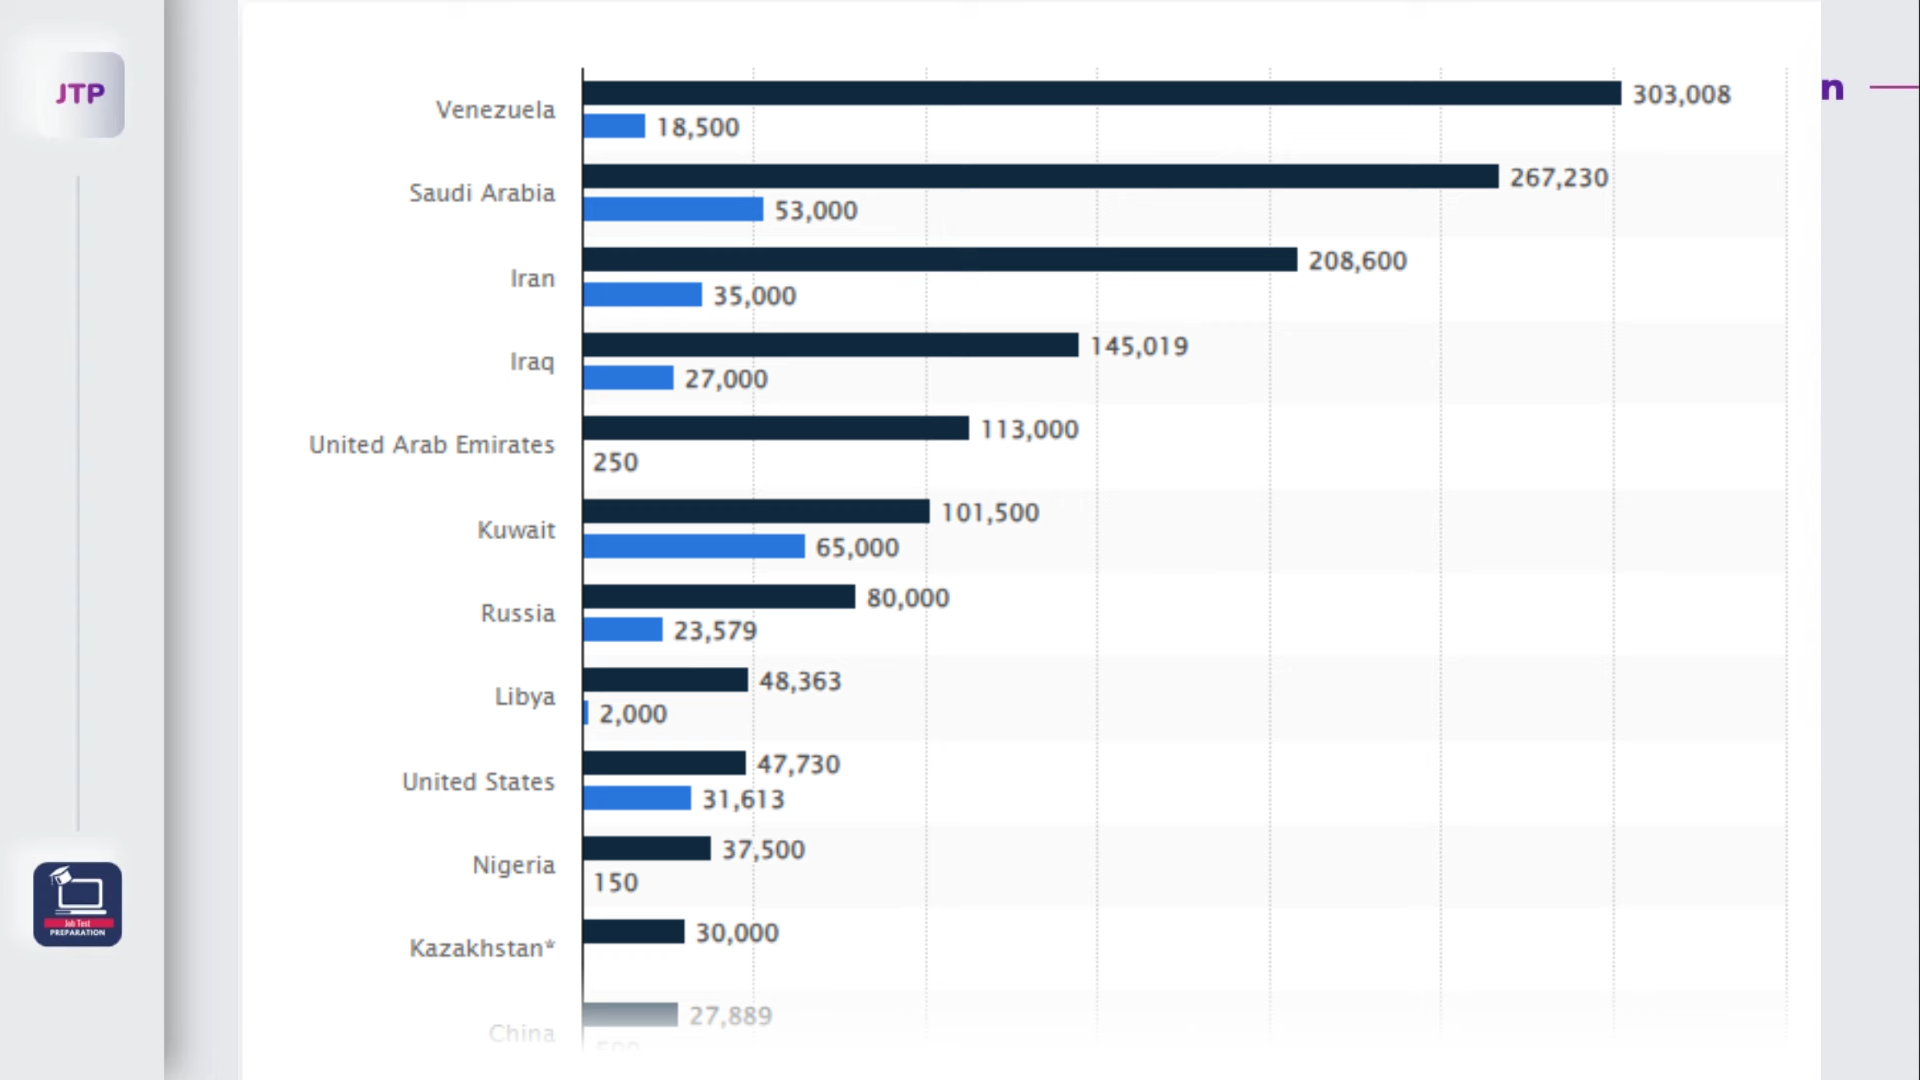 JTP
n
Venezuela
303,008
18,500
Saudi Arabia
267,230
53,000
Iran
208,600
35,000
Iraq
145,019
27,000
United Arab Emirates
113,000
250
Kuwait
101,500
65,000
Russia
80,000
23,579
Libya
48,363
2,000
United States
47,730
31,613
Nigeria
37,500
150
Kazakhstan*
30,000
China
27,889
Job Test
PREPARATION